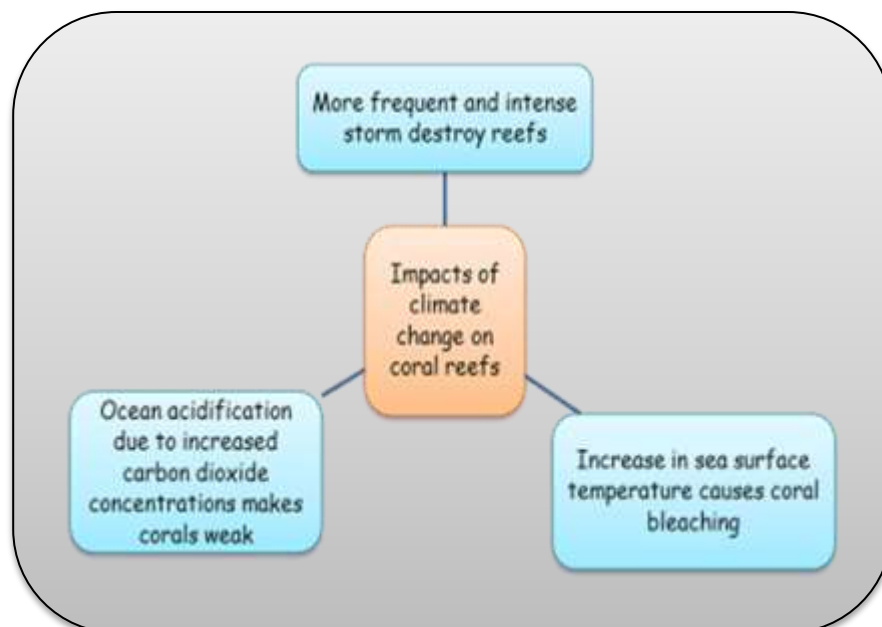 More frequent and intense
storm destroy reefs
Impacts of
climate
change on
coral reefs
Ocean acidification
due to increased
carbon dioxide
concentrations makes
corals weak
Increase in sea surface
temperature causes coral
bleaching